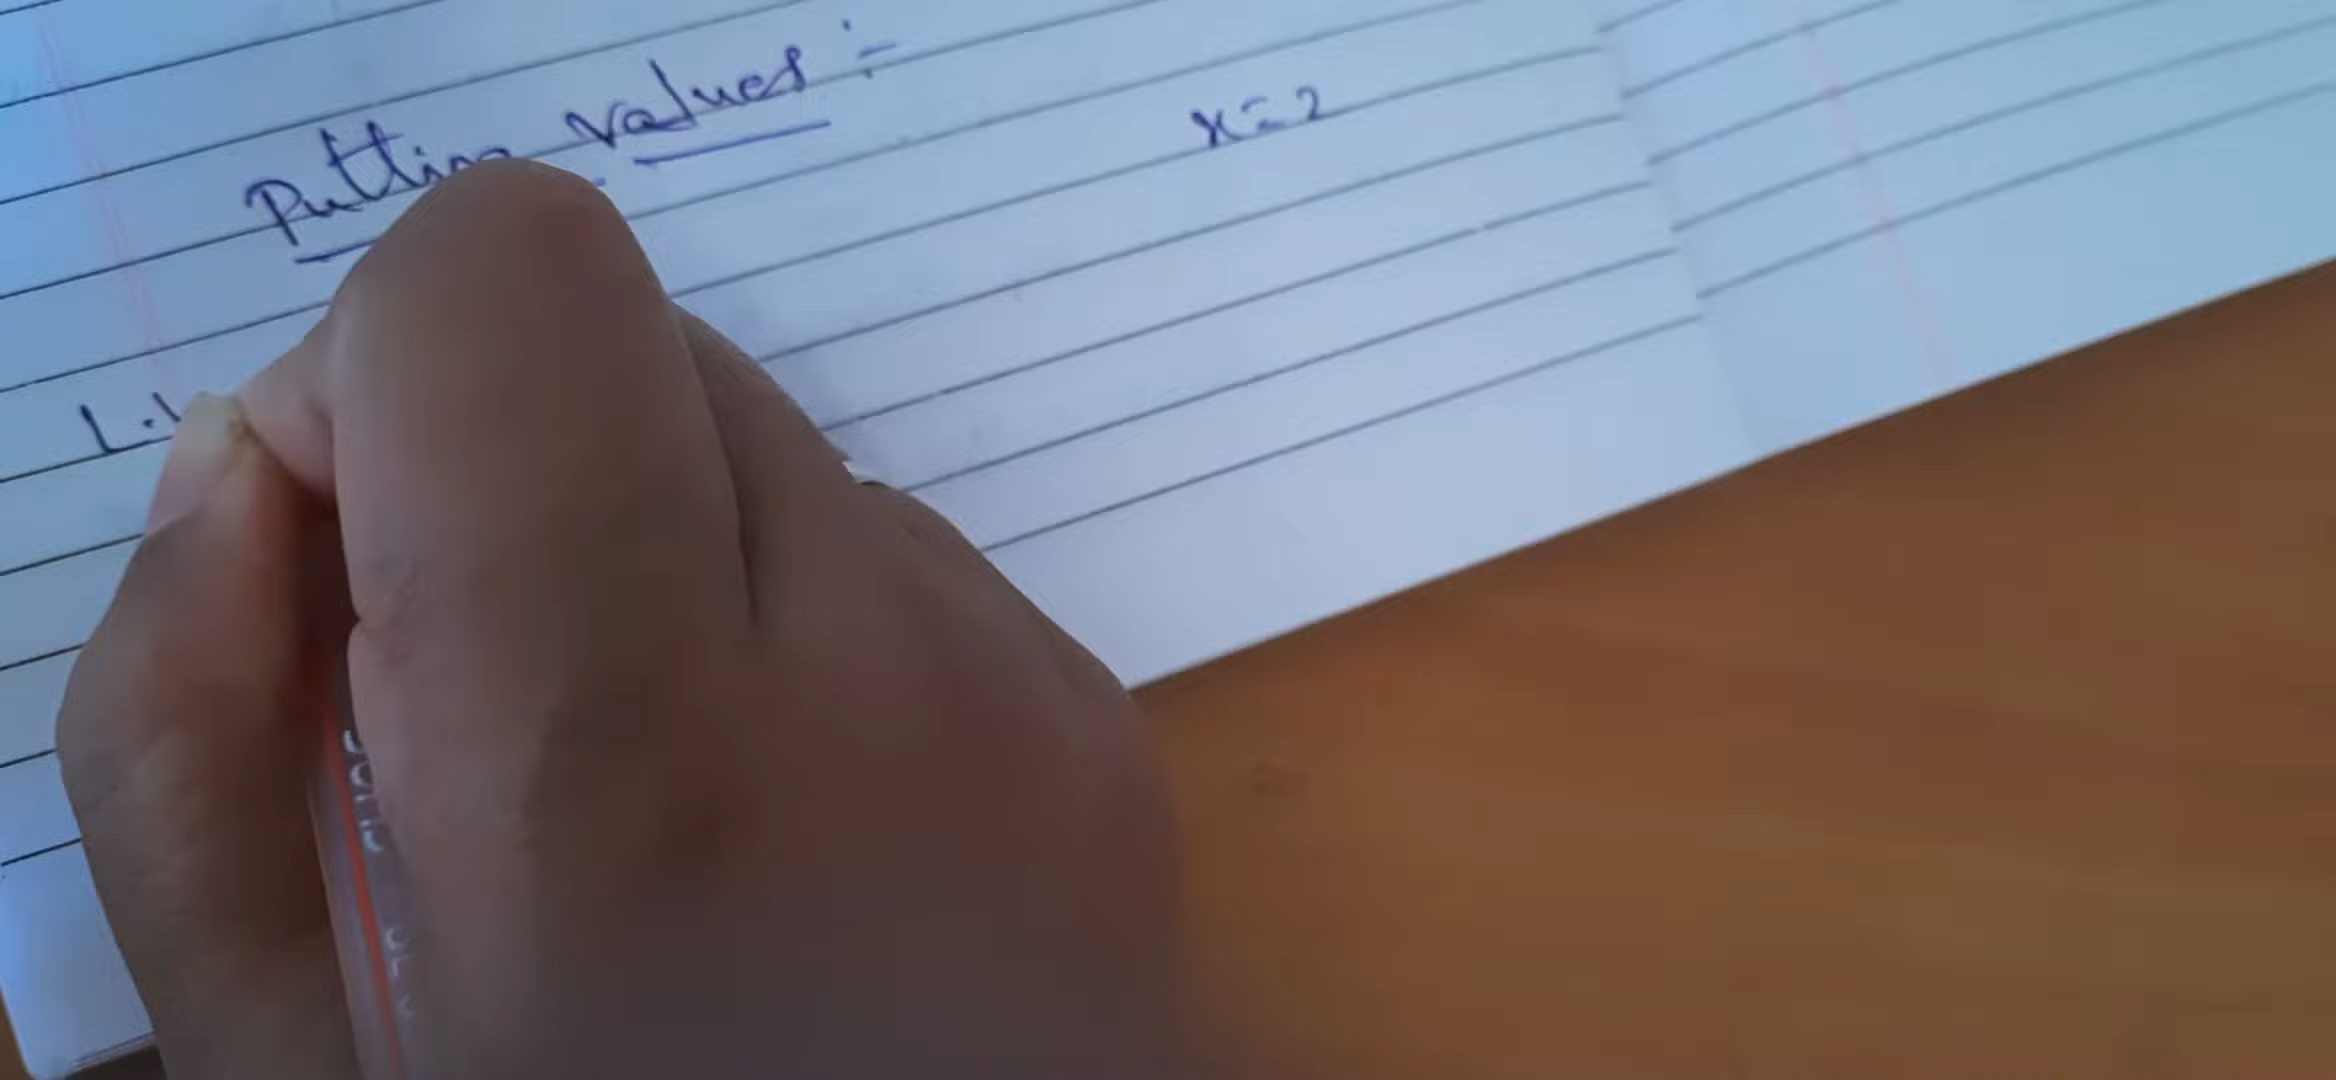 Putting values :-
x = 2
L.